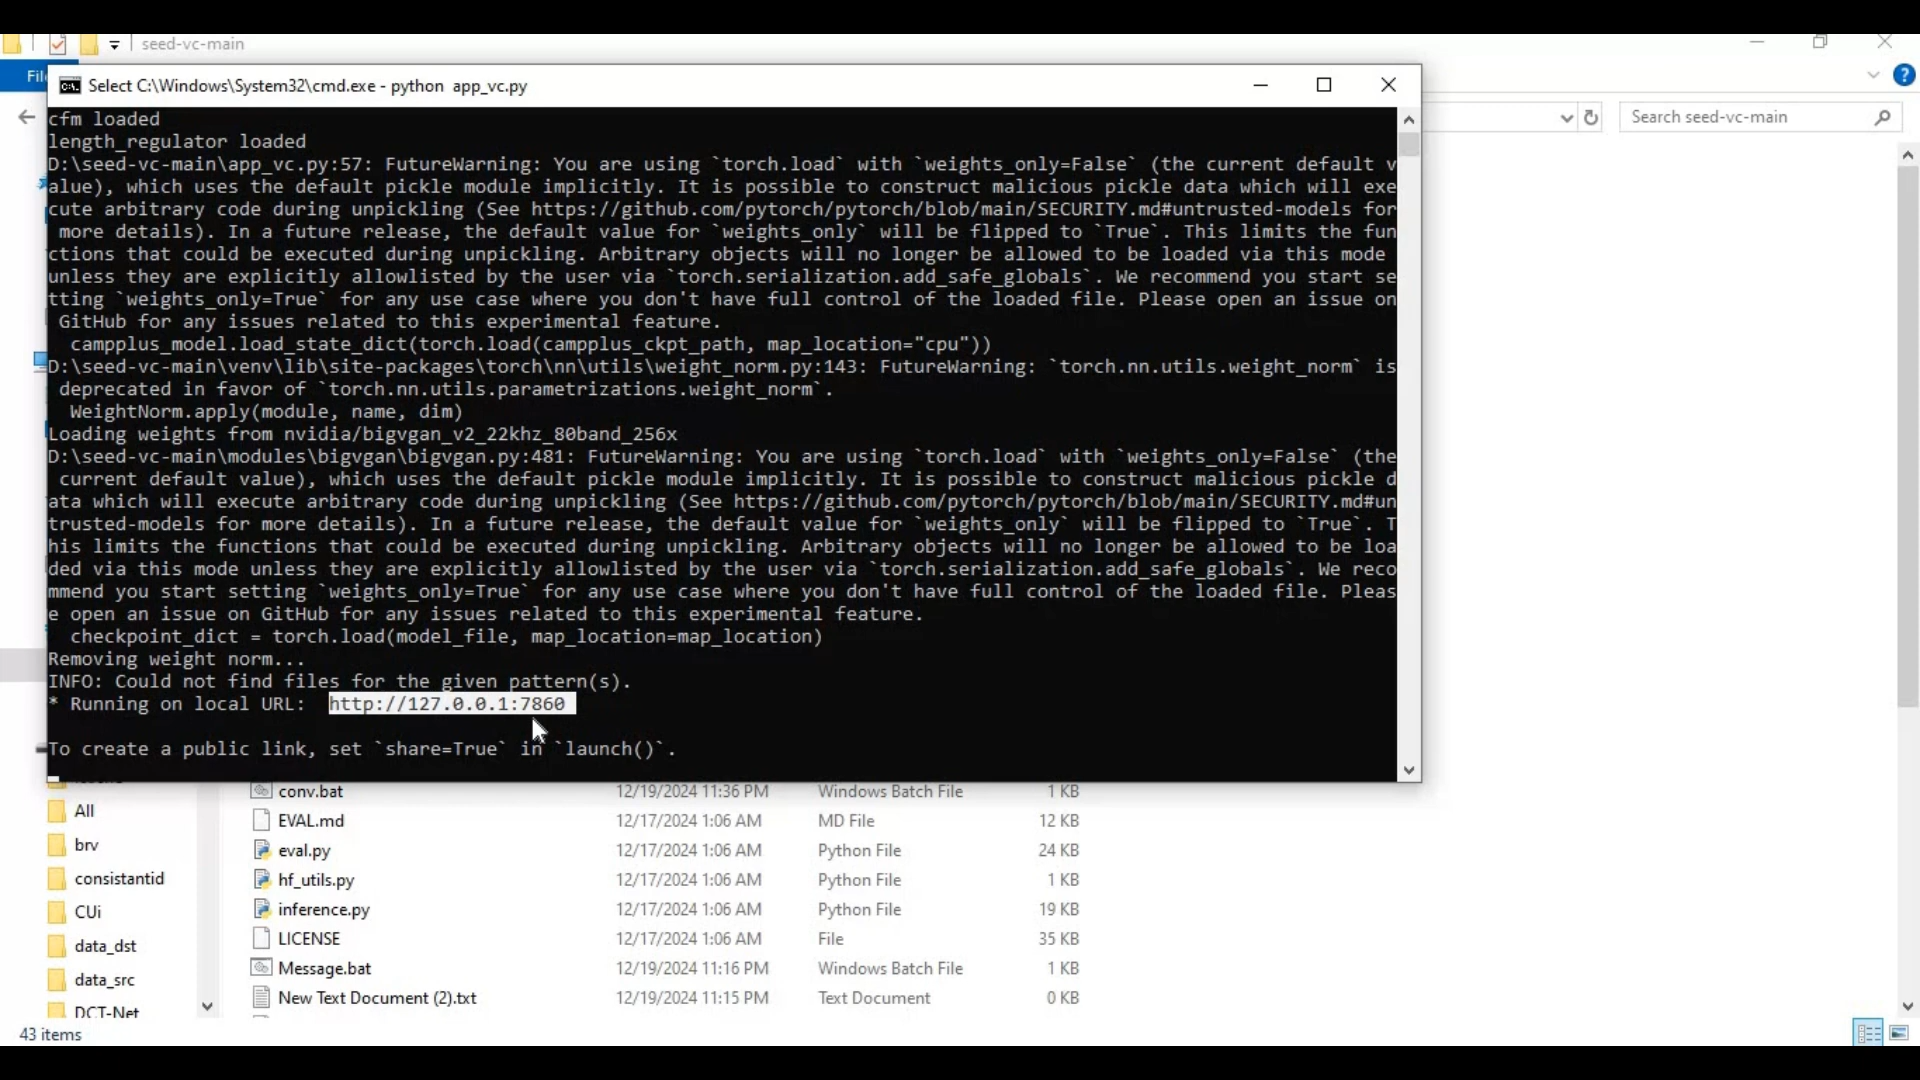 seed-vc-main
File
Select C:\Windows\System32\cmd.exe - python  app_vc.py
Search seed-vc-main
cfm loaded
length_regulator loaded
D:\seed-vc-main\app_vc.py:57: FutureWarning: You are using `torch.load` with `weights_only=False` (the current default v
alue), which uses the default pickle module implicitly. It is possible to construct malicious pickle data which will exe
cute arbitrary code during unpickling (See https://github.com/pytorch/pytorch/blob/main/SECURITY.md#untrusted-models for
 more details). In a future release, the default value for `weights_only` will be flipped to `True`. This limits the fun
ctions that could be executed during unpickling. Arbitrary objects will no longer be allowed to be loaded via this mode
unless they are explicitly allowlisted by the user via `torch.serialization.add_safe_globals`. We recommend you start se
tting `weights_only=True` for any use case where you don't have full control of the loaded file. Please open an issue on
 GitHub for any issues related to this experimental feature.
  campplus_model.load_state_dict(torch.load(campplus_ckpt_path, map_location="cpu"))
D:\seed-vc-main\venv\lib\site-packages\torch\nn\utils\weight_norm.py:143: FutureWarning: `torch.nn.utils.weight_norm` is
 deprecated in favor of `torch.nn.utils.parametrizations.weight_norm`.
  WeightNorm.apply(module, name, dim)
Loading weights from nvidia/bigvgan_v2_22khz_80band_256x
D:\seed-vc-main\modules\bigvgan\bigvgan.py:481: FutureWarning: You are using `torch.load` with `weights_only=False` (the
 current default value), which uses the default pickle module implicitly. It is possible to construct malicious pickle d
ata which will execute arbitrary code during unpickling (See https://github.com/pytorch/pytorch/blob/main/SECURITY.md#un
trusted-models for more details). In a future release, the default value for `weights_only` will be flipped to `True`. T
his limits the functions that could be executed during unpickling. Arbitrary objects will no longer be allowed to be loa
ded via this mode unless they are explicitly allowlisted by the user via `torch.serialization.add_safe_globals`. We reco
mmend you start setting `weights_only=True` for any use case where you don't have full control of the loaded file. Pleas
e open an issue on GitHub for any issues related to this experimental feature.
  checkpoint_dict = torch.load(model_file, map_location=map_location)
Removing weight norm...
INFO: Could not find files for the given pattern(s).
* Running on local URL:  http://127.0.0.1:7860
To create a public link, set `share=True` in `launch()`.
conv.bat 12/19/2024 11:36 PM Windows Batch File 1 KB
All
EVAL.md 12/17/2024 1:06 AM MD File 12 KB
brv
eval.py 12/17/2024 1:06 AM Python File 24 KB
consistantid
hf_utils.py 12/17/2024 1:06 AM Python File 1 KB
CUi
inference.py 12/17/2024 1:06 AM Python File 19 KB
data_dst
LICENSE 12/17/2024 1:06 AM File 35 KB
data_src
Message.bat 12/19/2024 11:16 PM Windows Batch File 1 KB
DCT-Net
New Text Document (2).txt 12/19/2024 11:15 PM Text Document 0 KB
43 items